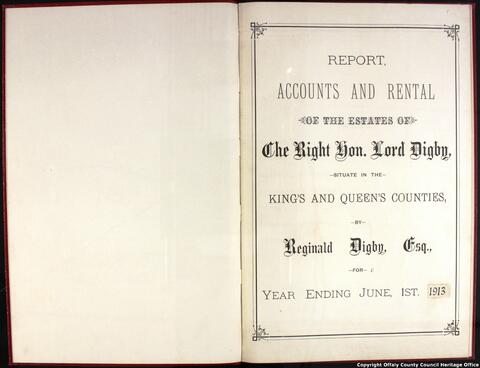 REPORT,
ACCOUNTS AND RENTAL
OF THE ESTATES OF
The Right Hon. Lord Digby,
—SITUATE IN THE—
KING'S AND QUEEN'S COUNTIES,
—BY—
Reginald Digby, Esq.,
—FOR—
YEAR ENDING JUNE, 1ST. 1913
Copyright Offaly County Council Heritage Office